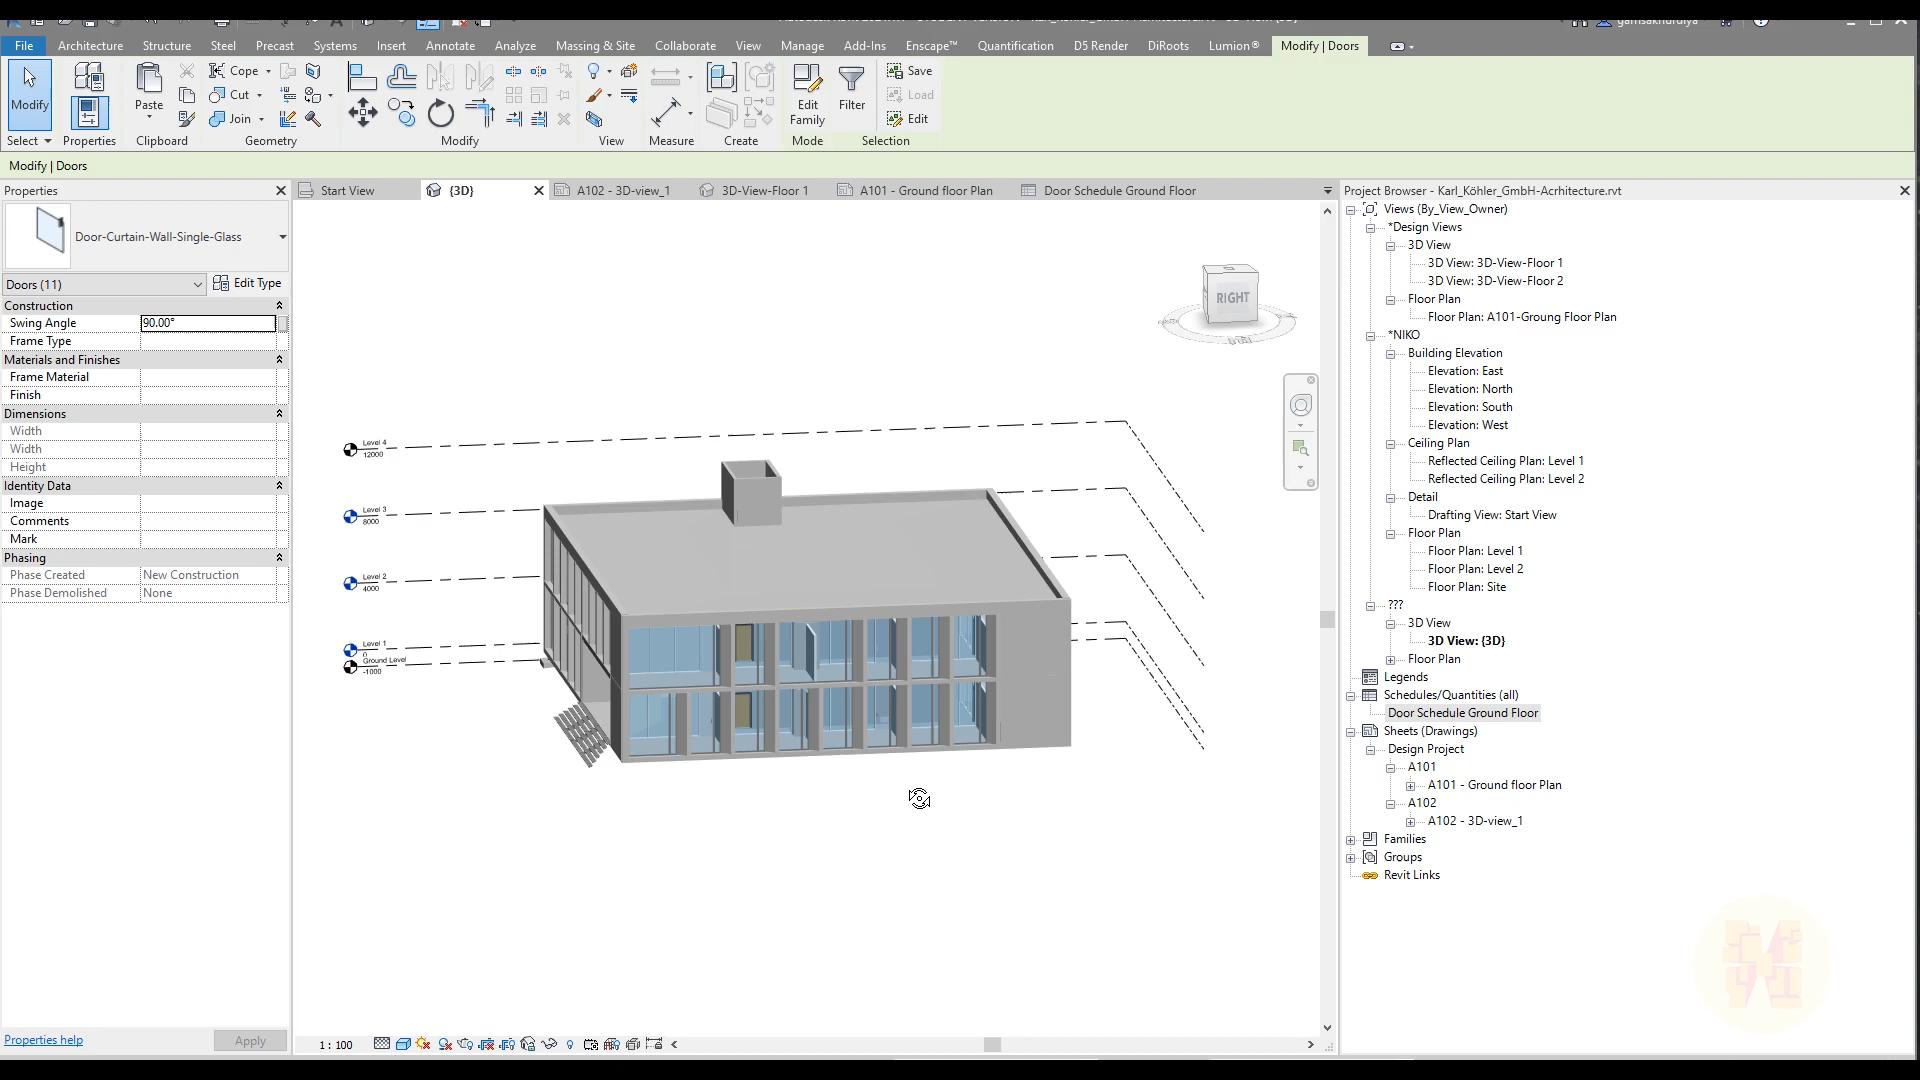 File Architecture Structure Steel Precast Systems Insert Annotate Analyze Massing & Site Collaborate View Manage Add-Ins Enscape™ Quantification D5 Render DiRoots Lumion® Modify | Doors
Modify
Paste
Cope
Cut
Join
Edit Family
Filter
Save
Load
Edit
Select Properties Clipboard Geometry Modify View Measure Create Mode Selection
Modify | Doors
Properties
Start View {3D} A102 - 3D-view_1 3D-View-Floor 1 A101 - Ground floor Plan Door Schedule Ground Floor
Door-Curtain-Wall-Single-Glass
Doors (11) Edit Type
Construction
Swing Angle 90.00°
Frame Type
Materials and Finishes
Frame Material
Finish
Dimensions
Width
Width
Height
Identity Data
Image
Comments
Mark
Phasing
Phase Created New Construction
Phase Demolished None
Properties help Apply
RIGHT
Level 4
12000
Level 3
8000
Level 2
4000
Level 1
0
Ground Level
-1000
1 : 100
Project Browser - Karl_Köhler_GmbH-Acrhitecture.rvt
Views (By_View_Owner)
*Design Views
3D View
3D View: 3D-View-Floor 1
3D View: 3D-View-Floor 2
Floor Plan
Floor Plan: A101-Groung Floor Plan
*NIKO
Building Elevation
Elevation: East
Elevation: North
Elevation: South
Elevation: West
Ceiling Plan
Reflected Ceiling Plan: Level 1
Reflected Ceiling Plan: Level 2
Detail
Drafting View: Start View
Floor Plan
Floor Plan: Level 1
Floor Plan: Level 2
Floor Plan: Site
???
3D View
3D View: {3D}
Floor Plan
Legends
Schedules/Quantities (all)
Door Schedule Ground Floor
Sheets (Drawings)
Design Project
A101
A101 - Ground floor Plan
A102
A102 - 3D-view_1
Families
Groups
Revit Links